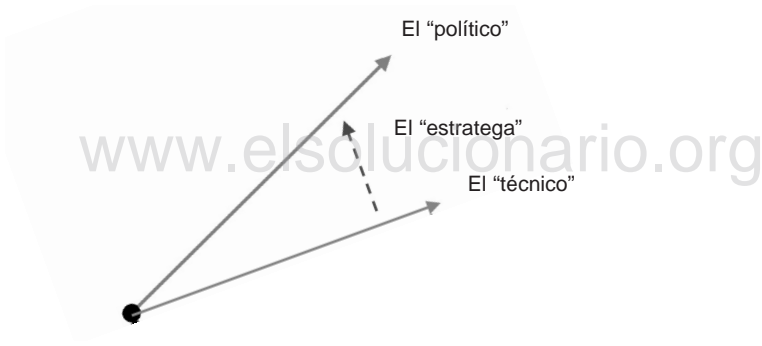 El “político”
El “estratega”
www.elsolucionario.org
El “técnico”